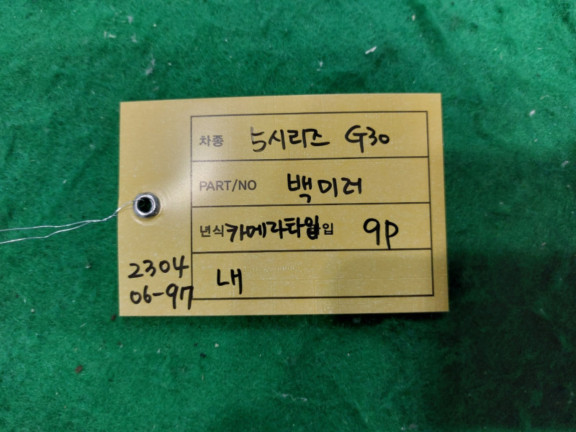 차종 5시리즈 G30
PART/NO 백미러
년식 카메라타입 입 9P
내
2304
06-97